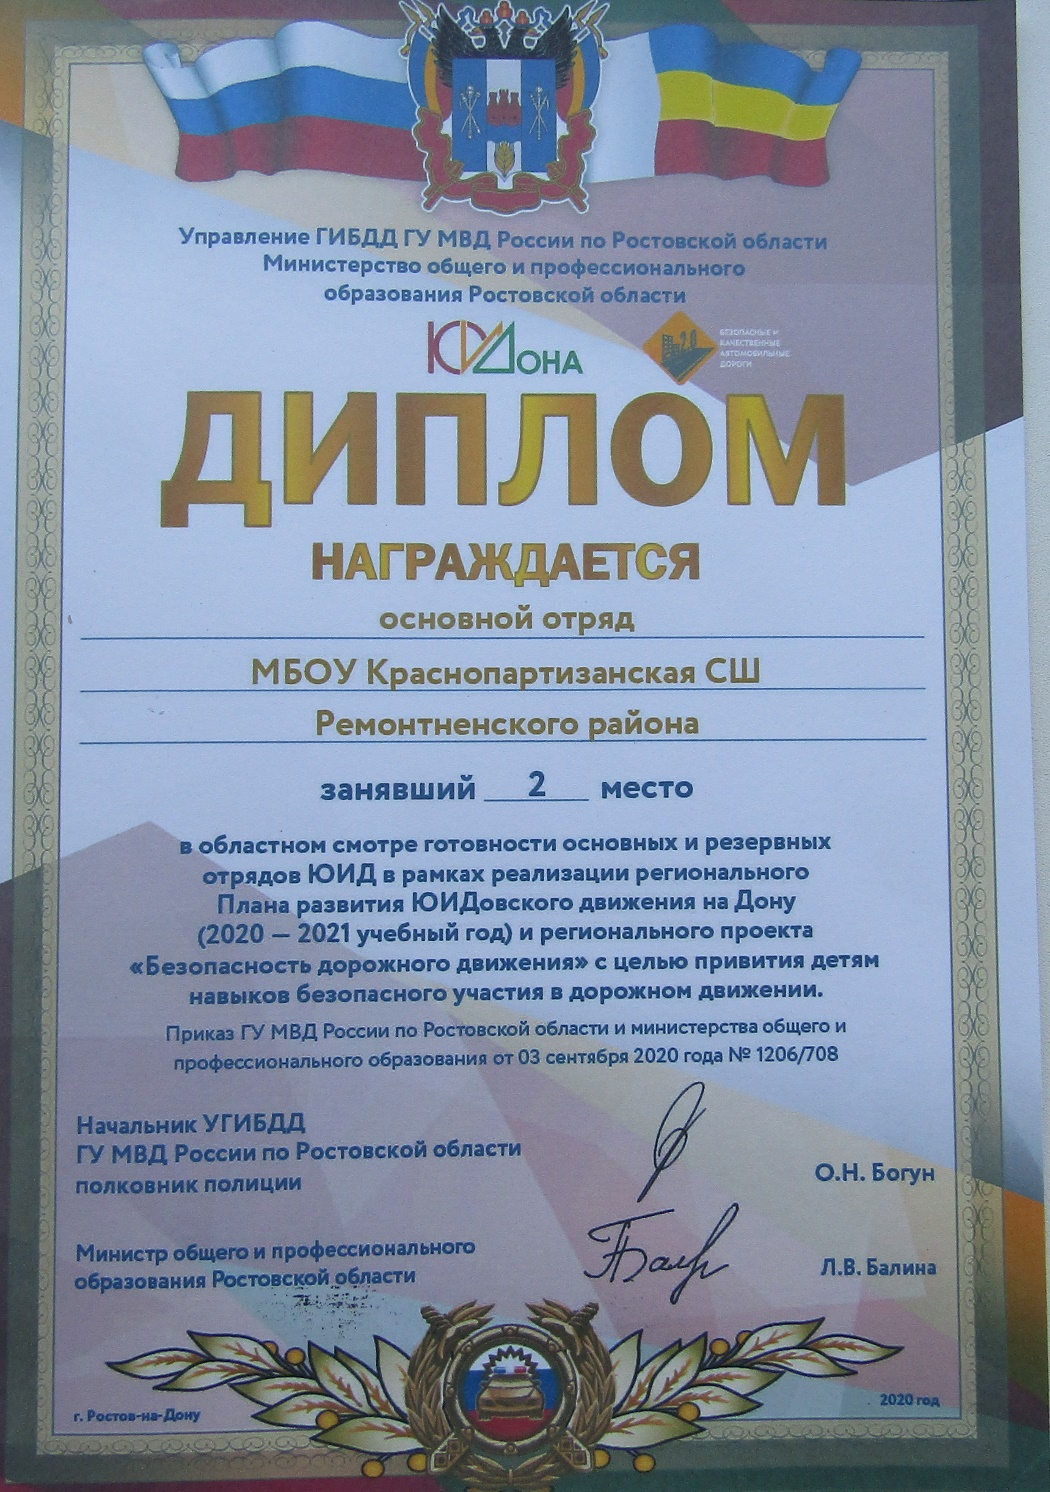 Управление ГИБДД ГУ МВД России по Ростовской области
Министерство общего и профессионального
образования Ростовской области
ЮИДОНА
2.0
БЕЗОПАСНЫЕ И
КАЧЕСТВЕННЫЕ
АВТОМОБИЛЬНЫЕ
ДОРОГИ
ДИПЛОМ
НАГРАЖДАЕТСЯ
основной отряд
МБОУ Краснопартизанская СШ
Ремонтненского района
занявший 2 место
в областном смотре готовности основных и резервных
отрядов ЮИД в рамках реализации регионального
Плана развития ЮИДовского движения на Дону
(2020 — 2021 учебный год) и регионального проекта
«Безопасность дорожного движения» с целью привития детям
навыков безопасного участия в дорожном движении.
Приказ ГУ МВД России по Ростовской области и министерства общего и
профессионального образования от 03 сентября 2020 года № 1206/708
Начальник УГИБДД
ГУ МВД России по Ростовской области
полковник полиции
О.Н. Богун
Министр общего и профессионального
образования Ростовской области
Л.В. Балина
г. Ростов-на-Дону
2020 год